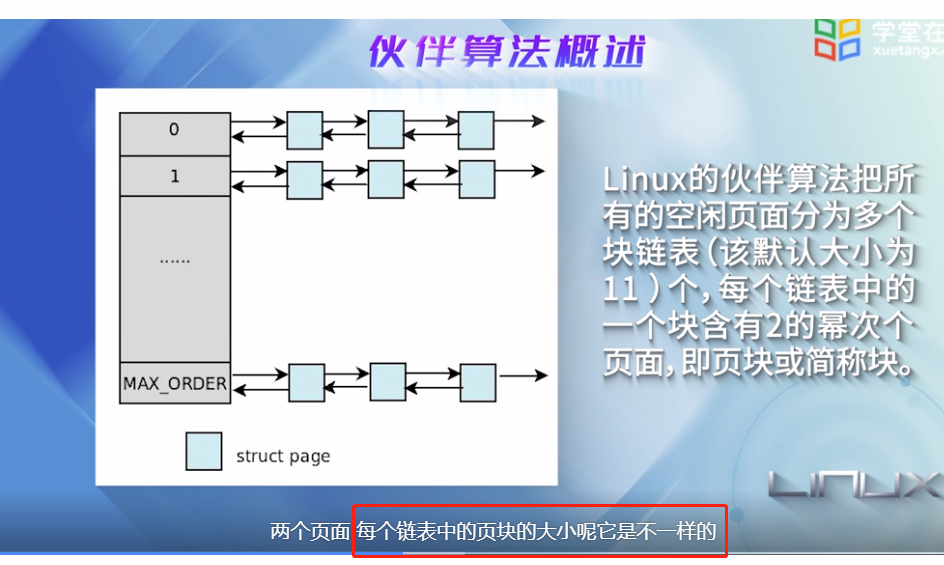 伙伴算法概述
学堂在
xuetangx.
0
1
......
MAX_ORDER
struct page
Linux的伙伴算法把所
有的空闲页面分为多个
块链表(该默认大小为
11)个,每个链表中的
一个块含有2的幂次个
页面,即页块或简称块。
LINUX
两个页面 每个链表中的页块的大小呢它是不一样的